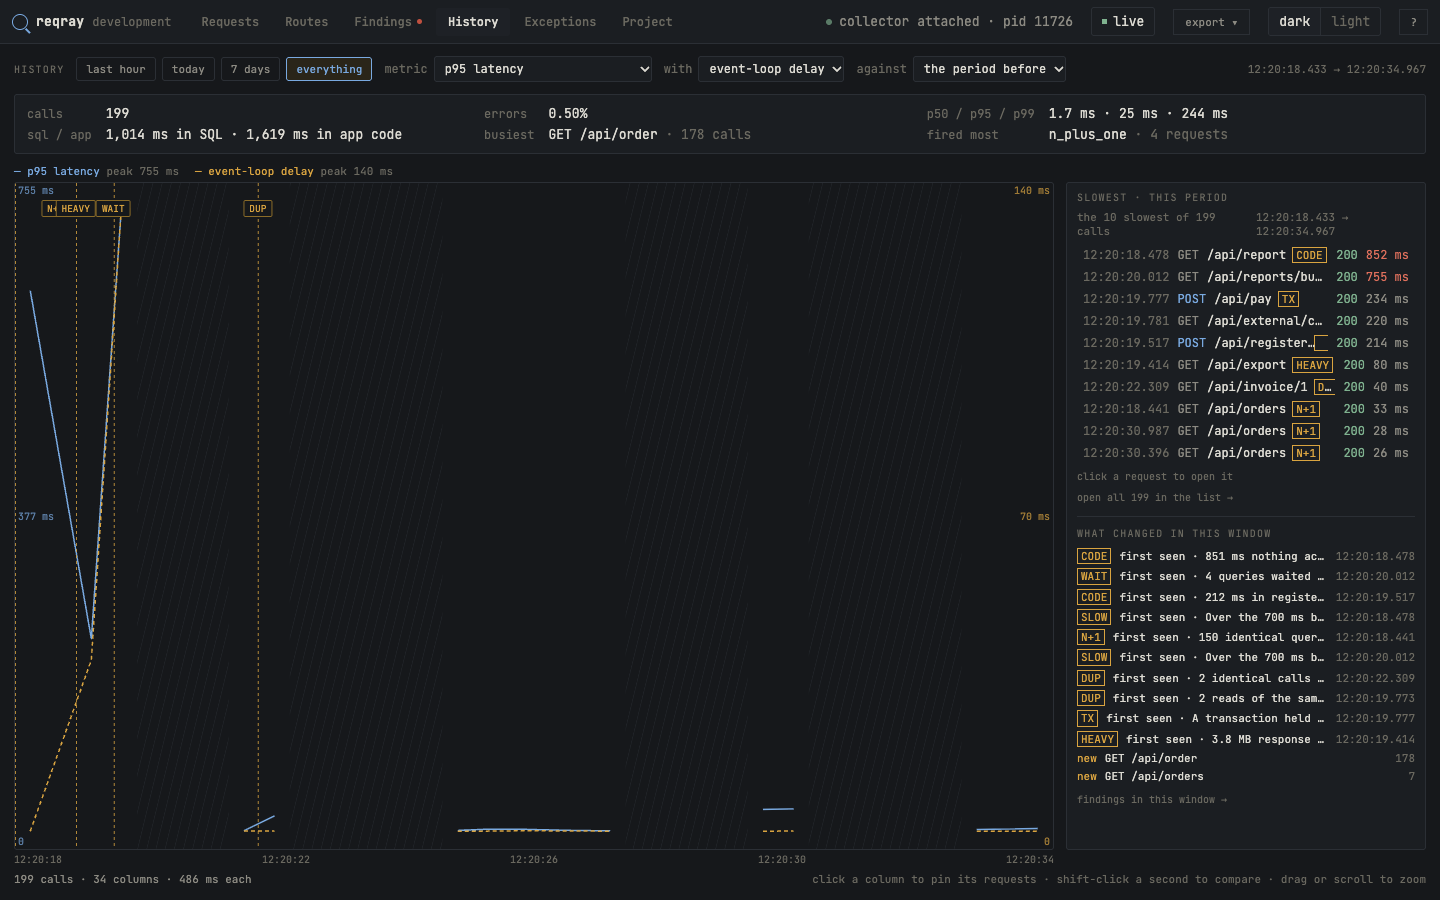 reqray development Requests Routes Findings History Exceptions Project collector attached · pid 11726 live export ▾ dark light ?
HISTORY last hour today 7 days everything metric p95 latency with event-loop delay against the period before 12:20:18.433 → 12:20:34.967
calls 199 errors 0.50% p50 / p95 / p99 1.7 ms · 25 ms · 244 ms
sql / app 1,014 ms in SQL · 1,619 ms in app code busiest GET /api/order · 178 calls fired most n_plus_one · 4 requests
— p95 latency peak 755 ms — event-loop delay peak 140 ms
755 ms 140 ms
HEAVY WAIT DUP
377 ms 70 ms
0 0
12:20:18 12:20:22 12:20:26 12:20:30 12:20:34
199 calls · 34 columns · 486 ms each click a column to pin its requests · shift-click a second to compare · drag or scroll to zoom
SLOWEST · THIS PERIOD
the 10 slowest of 199 calls 12:20:18.433 → 12:20:34.967
12:20:18.478 GET /api/report CODE 200 852 ms
12:20:20.012 GET /api/reports/bu… 200 755 ms
12:20:19.777 POST /api/pay TX 200 234 ms
12:20:19.781 GET /api/external/c… 200 220 ms
12:20:19.517 POST /api/register… 200 214 ms
12:20:19.414 GET /api/export HEAVY 200 80 ms
12:20:22.309 GET /api/invoice/1 D… 200 40 ms
12:20:18.441 GET /api/orders N+1 200 33 ms
12:20:30.987 GET /api/orders N+1 200 28 ms
12:20:30.396 GET /api/orders N+1 200 26 ms
click a request to open it
open all 199 in the list →
WHAT CHANGED IN THIS WINDOW
CODE first seen · 851 ms nothing ac… 12:20:18.478
WAIT first seen · 4 queries waited … 12:20:20.012
CODE first seen · 212 ms in registe… 12:20:19.517
SLOW first seen · Over the 700 ms b… 12:20:18.478
N+1 first seen · 150 identical quer… 12:20:18.441
SLOW first seen · Over the 700 ms b… 12:20:20.012
DUP first seen · 2 identical calls … 12:20:22.309
DUP first seen · 2 reads of the sam… 12:20:19.773
TX first seen · A transaction held … 12:20:19.777
HEAVY first seen · 3.8 MB response … 12:20:19.414
new GET /api/order 178
new GET /api/orders 7
findings in this window →